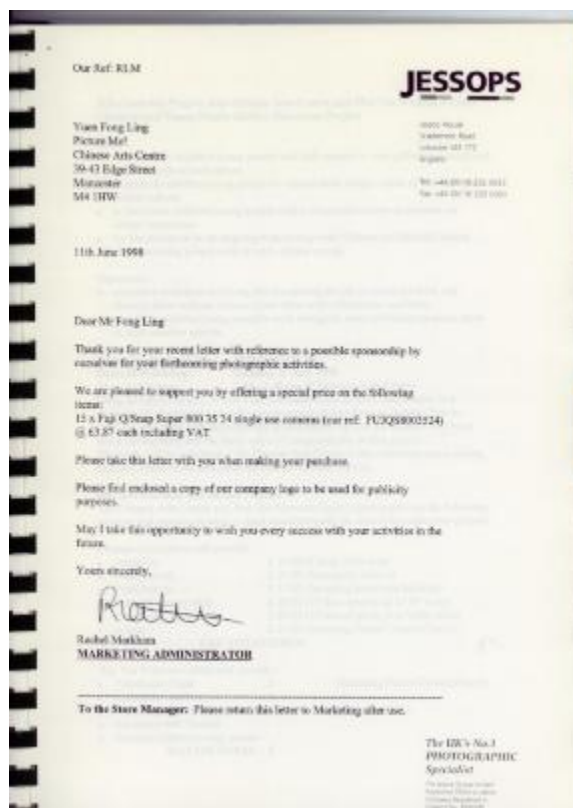 Our Ref: RLM
JESSOPS
Yuen Fong Ling
Picture Me!
Chinese Arts Centre
39-43 Edge Street
Manchester
M4 1HW
11th June 1998
Dear Mr Fong Ling
Thank you for your recent letter with reference to a possible sponsorship by
ourselves for your forthcoming photographic activities.
We are pleased to support you by offering a special price on the following
items:
15 x Fuji Q/Snap Super 800 35 24 single use cameras (our ref:
@ £3.87 each including VAT
Please take this letter with you when making your purchase.
Please find enclosed a copy of our company logo to be used for publicity
purposes.
May I take this opportunity to wish you every success with your activities in the
future.
Yours sincerely,
Rachel Markham
MARKETING ADMINISTRATOR
To the Store Manager: Please return this letter to Marketing after use.
The UK's No.1
PHOTOGRAPHIC
Specialist